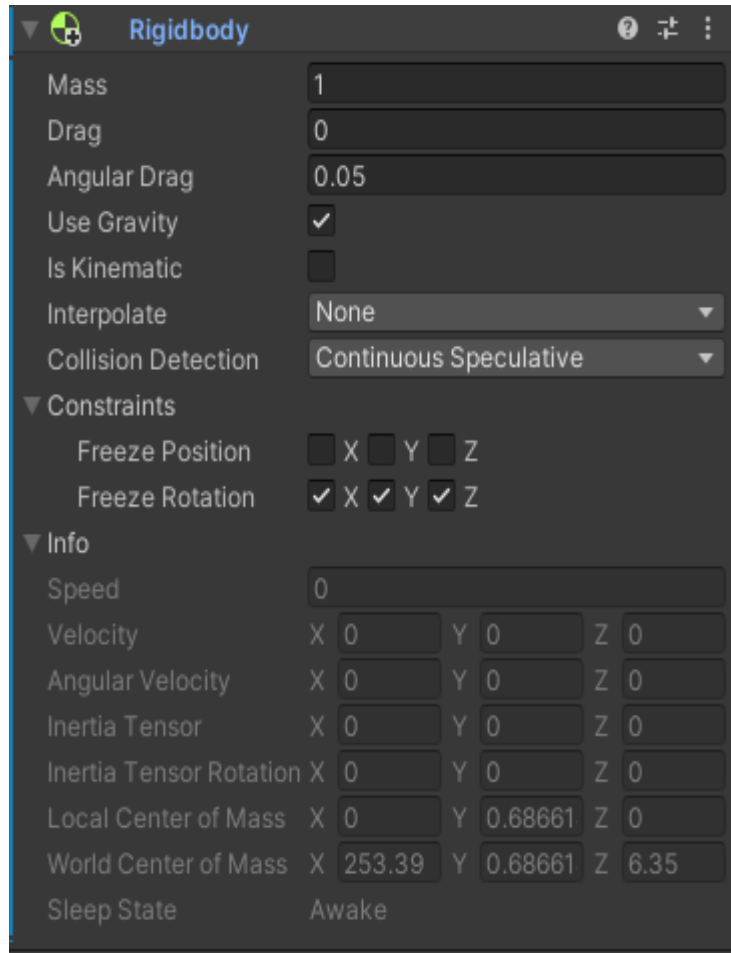 Rigidbody
Mass 1
Drag 0
Angular Drag 0.05
Use Gravity
Is Kinematic
Interpolate None
Collision Detection Continuous Speculative
Constraints
Freeze Position X Y Z
Freeze Rotation X Y Z
Info
Speed 0
Velocity X 0 Y 0 Z 0
Angular Velocity X 0 Y 0 Z 0
Inertia Tensor X 0 Y 0 Z 0
Inertia Tensor Rotation X 0 Y 0 Z 0
Local Center of Mass X 0 Y 0.68661 Z 0
World Center of Mass X 253.39 Y 0.68661 Z 6.35
Sleep State Awake